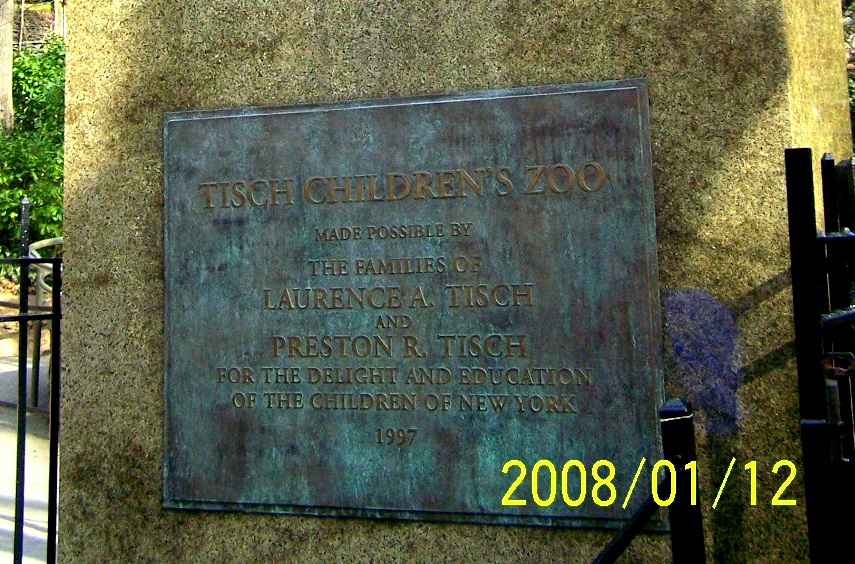 TISCH CHILDREN'S ZOO
MADE POSSIBLE BY
THE FAMILIES OF
LAURENCE A. TISCH
AND
PRESTON R. TISCH
FOR THE DELIGHT AND EDUCATION
OF THE CHILDREN OF NEW YORK
1997
2008/01/12